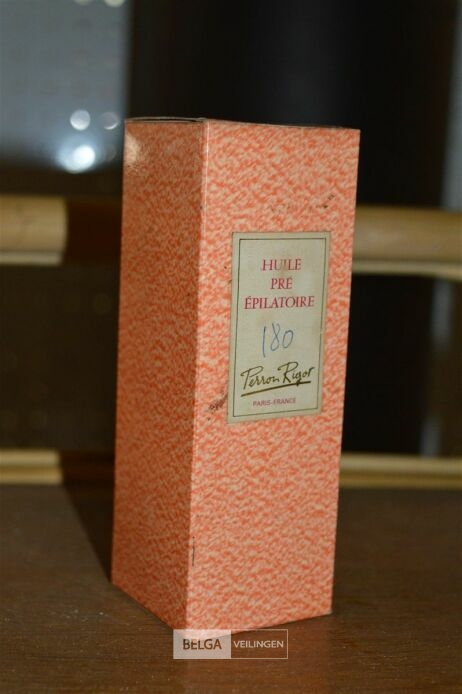 HUILE
PRÉ
ÉPILATOIRE
180
Perron Rigot
PARIS-FRANCE
BELGA VEILINGEN